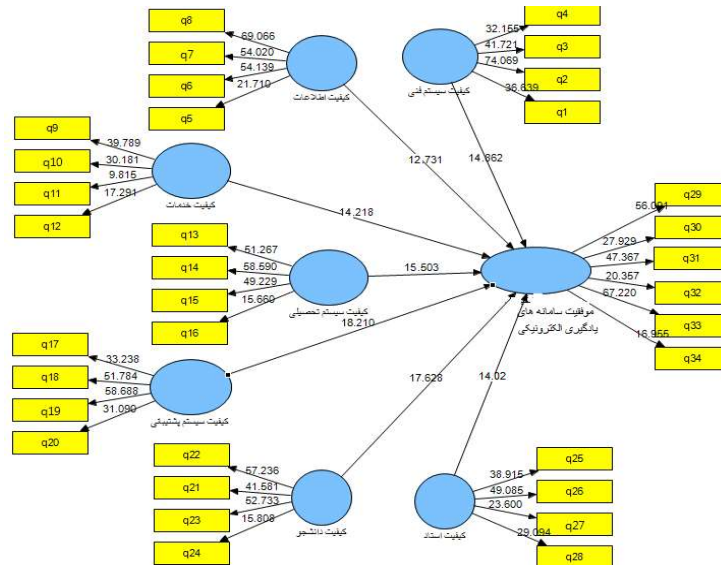 q8
69.066
q7
54.020
q6
54.139
q5
21.710
کیفیت اطلاعات
12.731
q4
32.155
q3
41.721
q2
74.069
q1
36.639
کیفیت سیستم فنی
14.862
q9
39.789
q10
30.181
q11
9.815
q12
17.291
کیفیت خدمات
14.218
q13
51.267
q14
58.590
q15
49.229
q16
15.660
کیفیت سیستم تحصیلی
15.503
q29
56.091
q30
27.929
q31
47.367
q32
20.357
q33
67.220
q34
16.955
موفقیت سامانه های
یادگیری الکترونیکی
q17
33.238
q18
51.784
q19
58.688
q20
31.090
کیفیت سیستم پشتیبانی
18.210
q22
57.236
q21
41.581
q23
52.733
q24
15.808
کیفیت دانشجو
17.628
q25
38.915
q26
49.085
q27
23.600
q28
29.094
کیفیت استاد
14.02